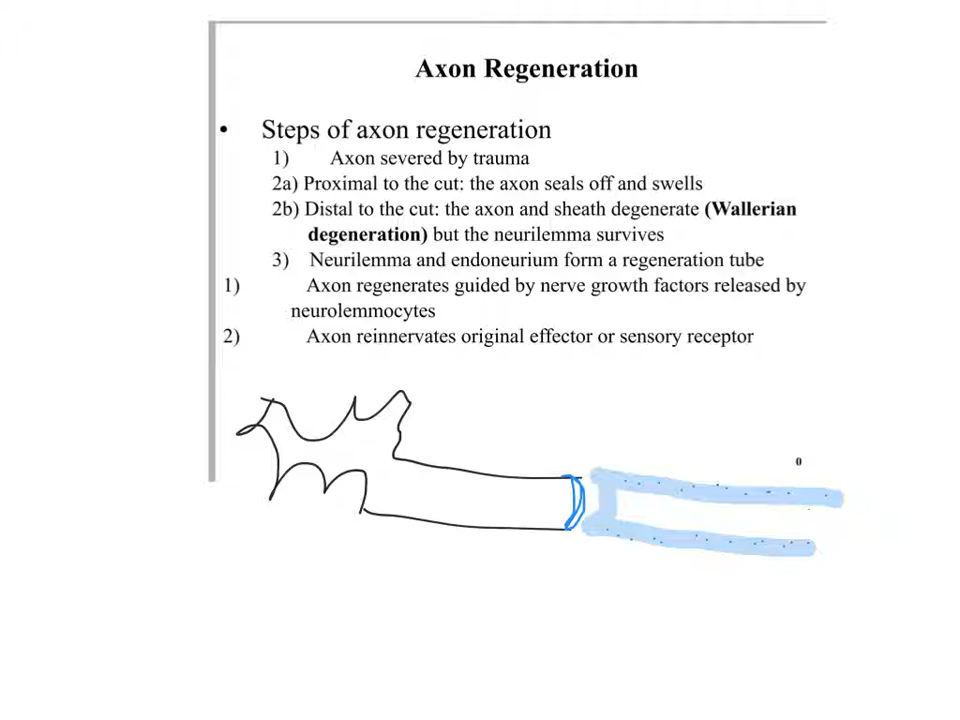 Axon Regeneration
• Steps of axon regeneration
1) Axon severed by trauma
2a) Proximal to the cut: the axon seals off and swells
2b) Distal to the cut: the axon and sheath degenerate (Wallerian
degeneration) but the neurilemma survives
3) Neurilemma and endoneurium form a regeneration tube
1) Axon regenerates guided by nerve growth factors released by
neurolemmocytes
2) Axon reinnervates original effector or sensory receptor
0